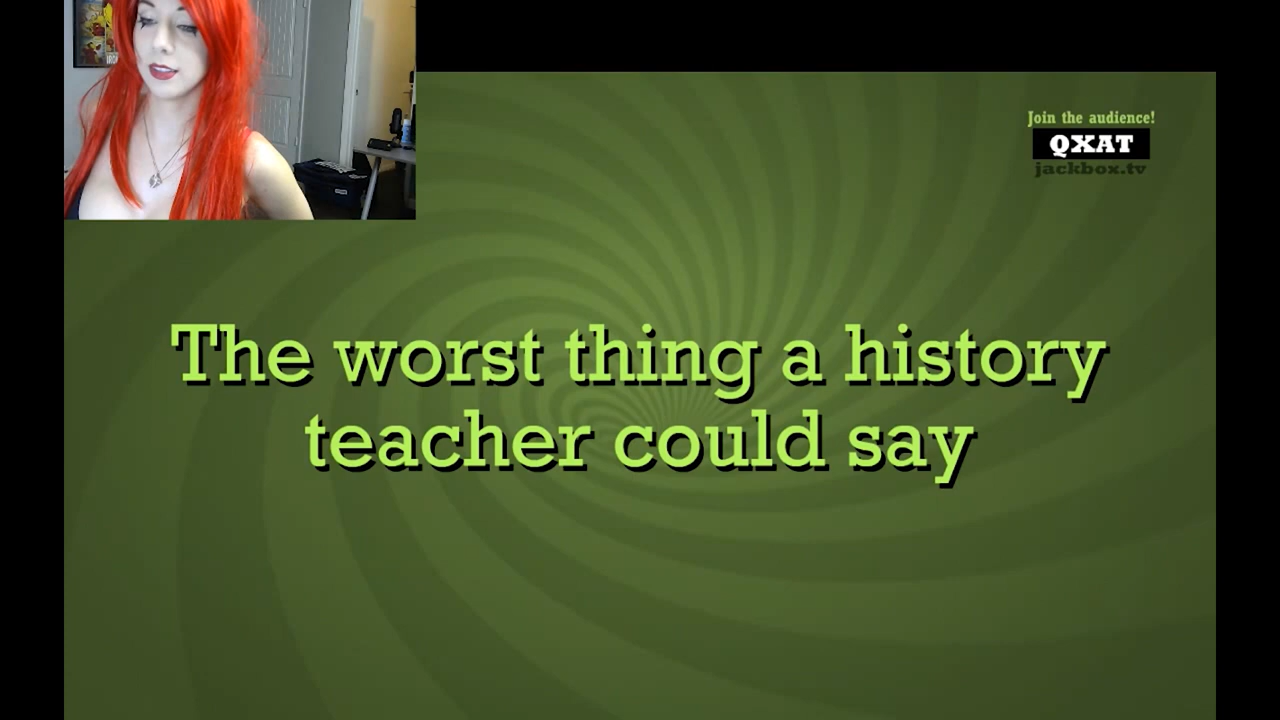 Join the audience!
QXAT
jackbox.tv
The worst thing a history
teacher could say